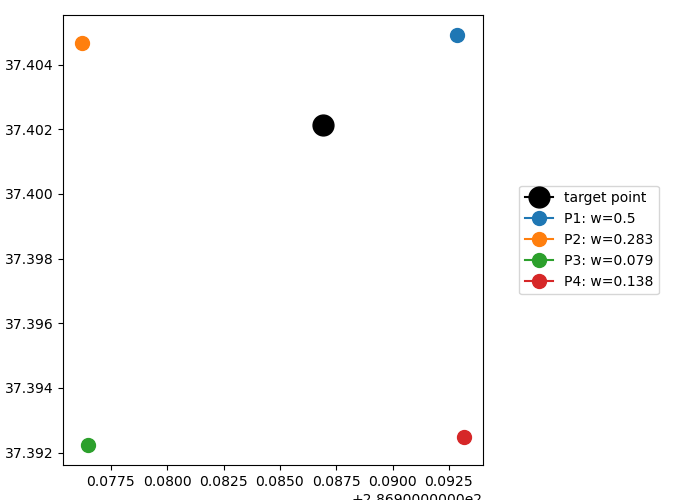 37.404
37.402
37.400
37.398
37.396
37.394
37.392
0.0775 0.0800 0.0825 0.0850 0.0875 0.0900 0.0925
+2.8690000000e2
target point
P1: w=0.5
P2: w=0.283
P3: w=0.079
P4: w=0.138